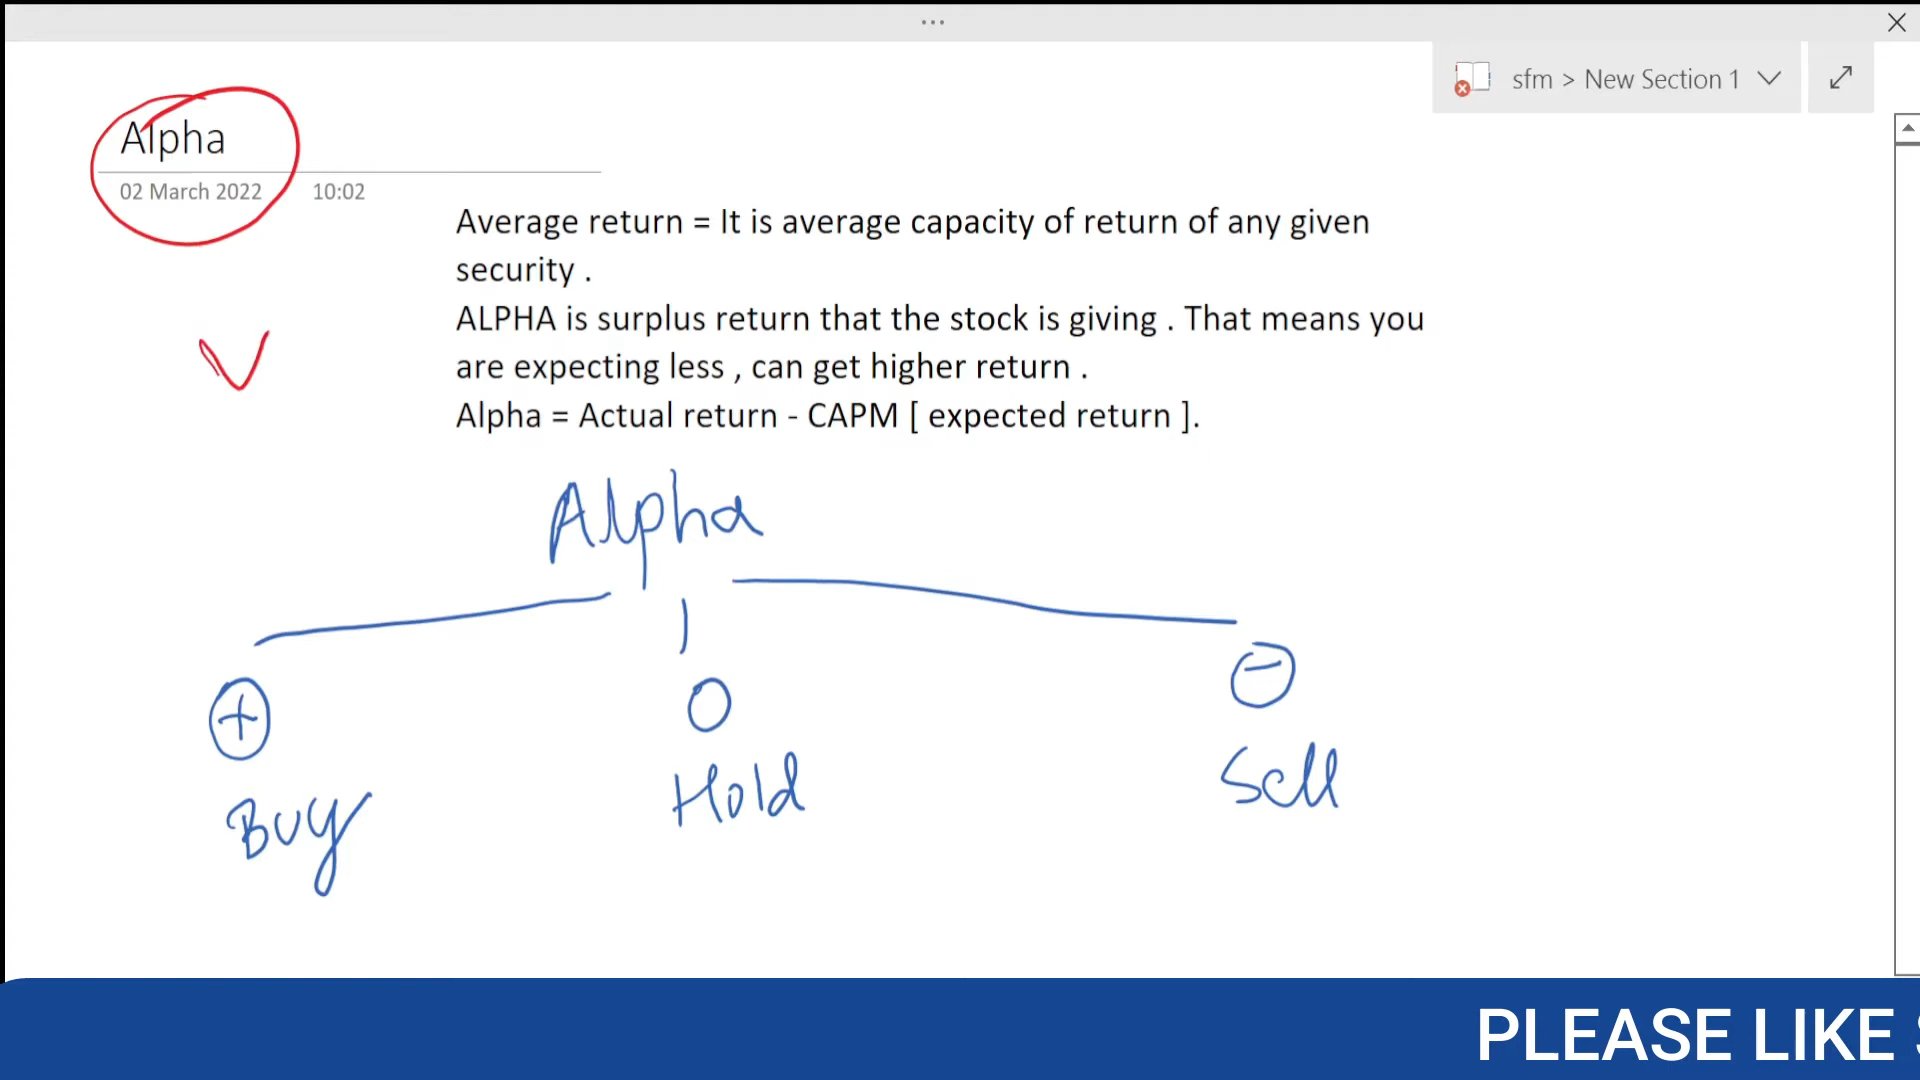 sfm > New Section 1
Alpha
02 March 2022 10:02
Average return = It is average capacity of return of any given
security .
ALPHA is surplus return that the stock is giving . That means you
are expecting less , can get higher return .
Alpha = Actual return - CAPM [ expected return ].
Alpha
+ 0 −
Buy Hold Sell
PLEASE LIKE